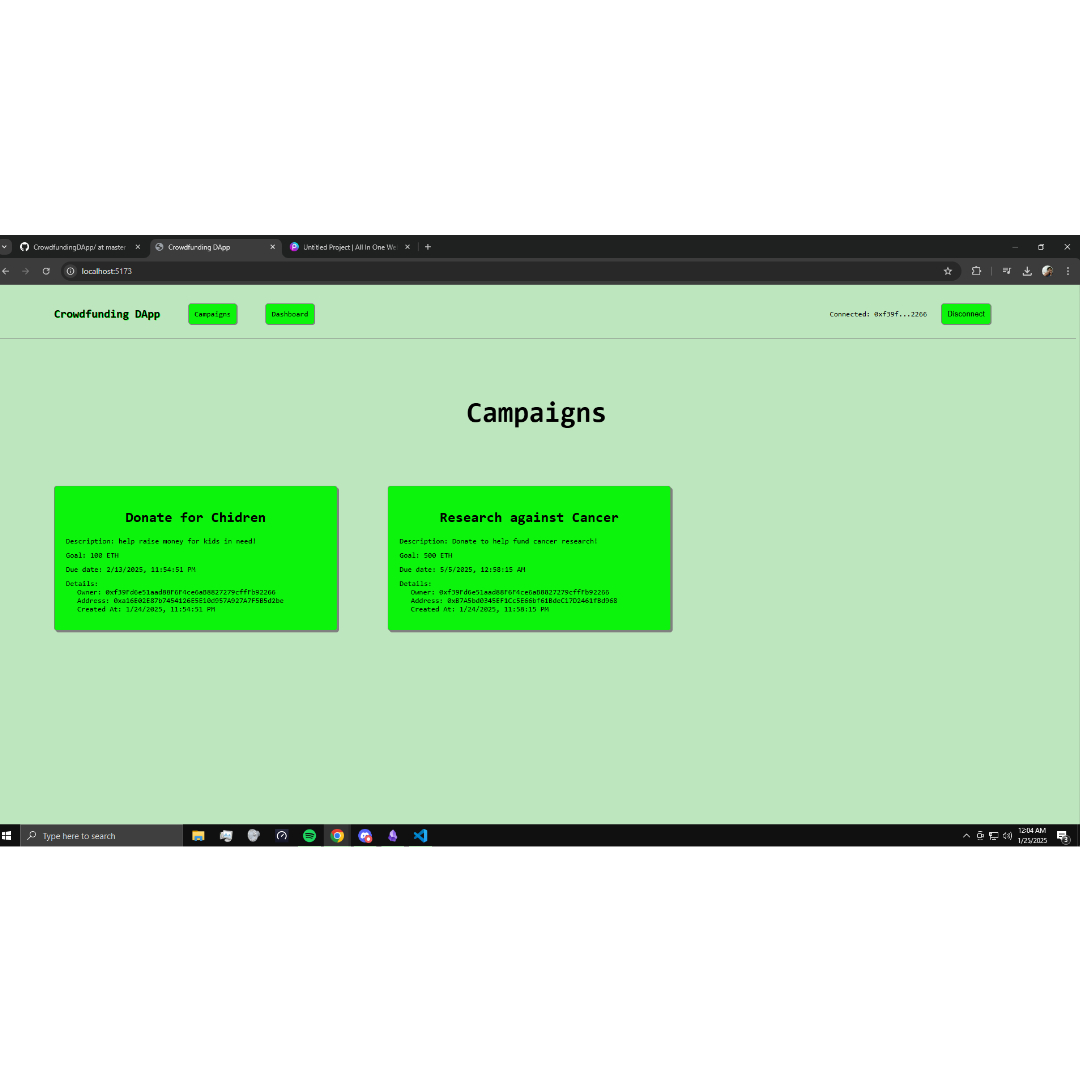 CrowdfundingDApp/ at master
Crowdfunding DApp
Untitled Project | All In One We
localhost:5173
Crowdfunding DApp
Campaigns
Dashboard
Connected: 0xf39f...2266
Disconnect
Campaigns
Donate for Chidren
Description: help raise money for kids in need!
Goal: 100 ETH
Due date: 2/13/2025, 11:54:51 PM
Details:
Owner: 0xf39Fd6e51aad88F6F4ce6aB8827279cffFb92266
Address: 0xa16E02E87b7454126E5E10d957A927A7F5B5d2be
Created At: 1/24/2025, 11:54:51 PM
Research against Cancer
Description: Donate to help fund cancer research!
Goal: 500 ETH
Due date: 5/5/2025, 12:58:15 AM
Details:
Owner: 0xf39Fd6e51aad88F6F4ce6aB8827279cffFb92266
Address: 0xB7A5bd0345EF1Cc5E66bf61BdeC17D2461fBd968
Created At: 1/24/2025, 11:58:15 PM
Type here to search
12:04 AM
1/25/2025
3